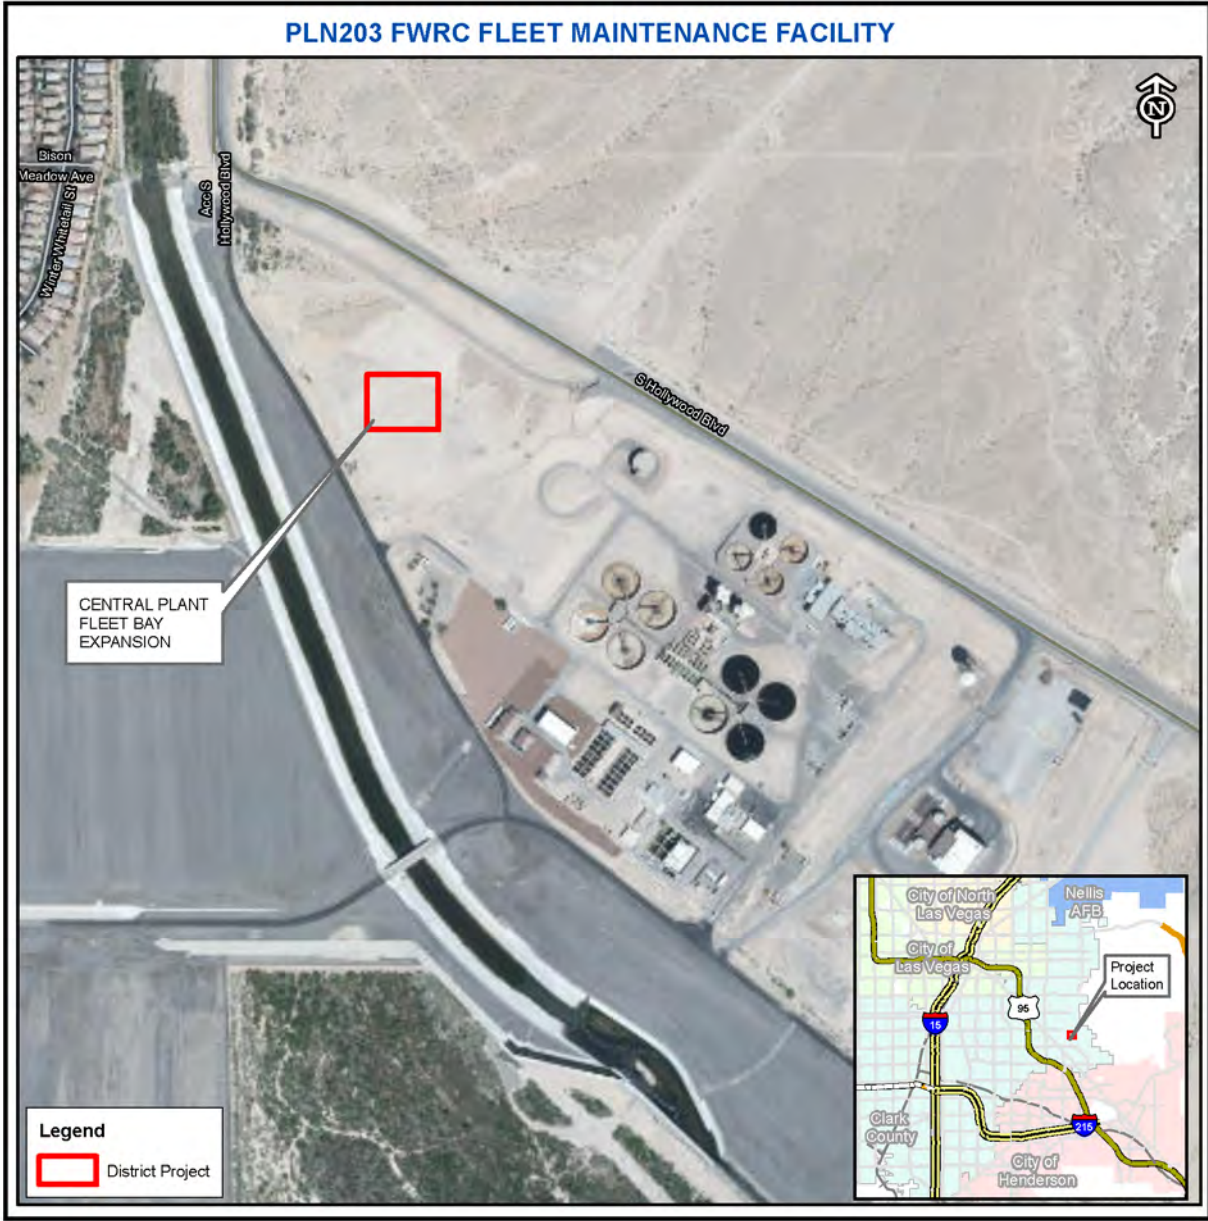 PLN203 FWRC FLEET MAINTENANCE FACILITY
N
Bison
Meadow Ave
Winter Whitetail St
Acc S
Hollywood Blvd
S Hollywood Blvd
CENTRAL PLANT
FLEET BAY
EXPANSION
City of North
Las Vegas
Nellis
AFB
City of
Las Vegas
Project
Location
95
15
Clark
County
215
City of
Henderson
Legend
District Project